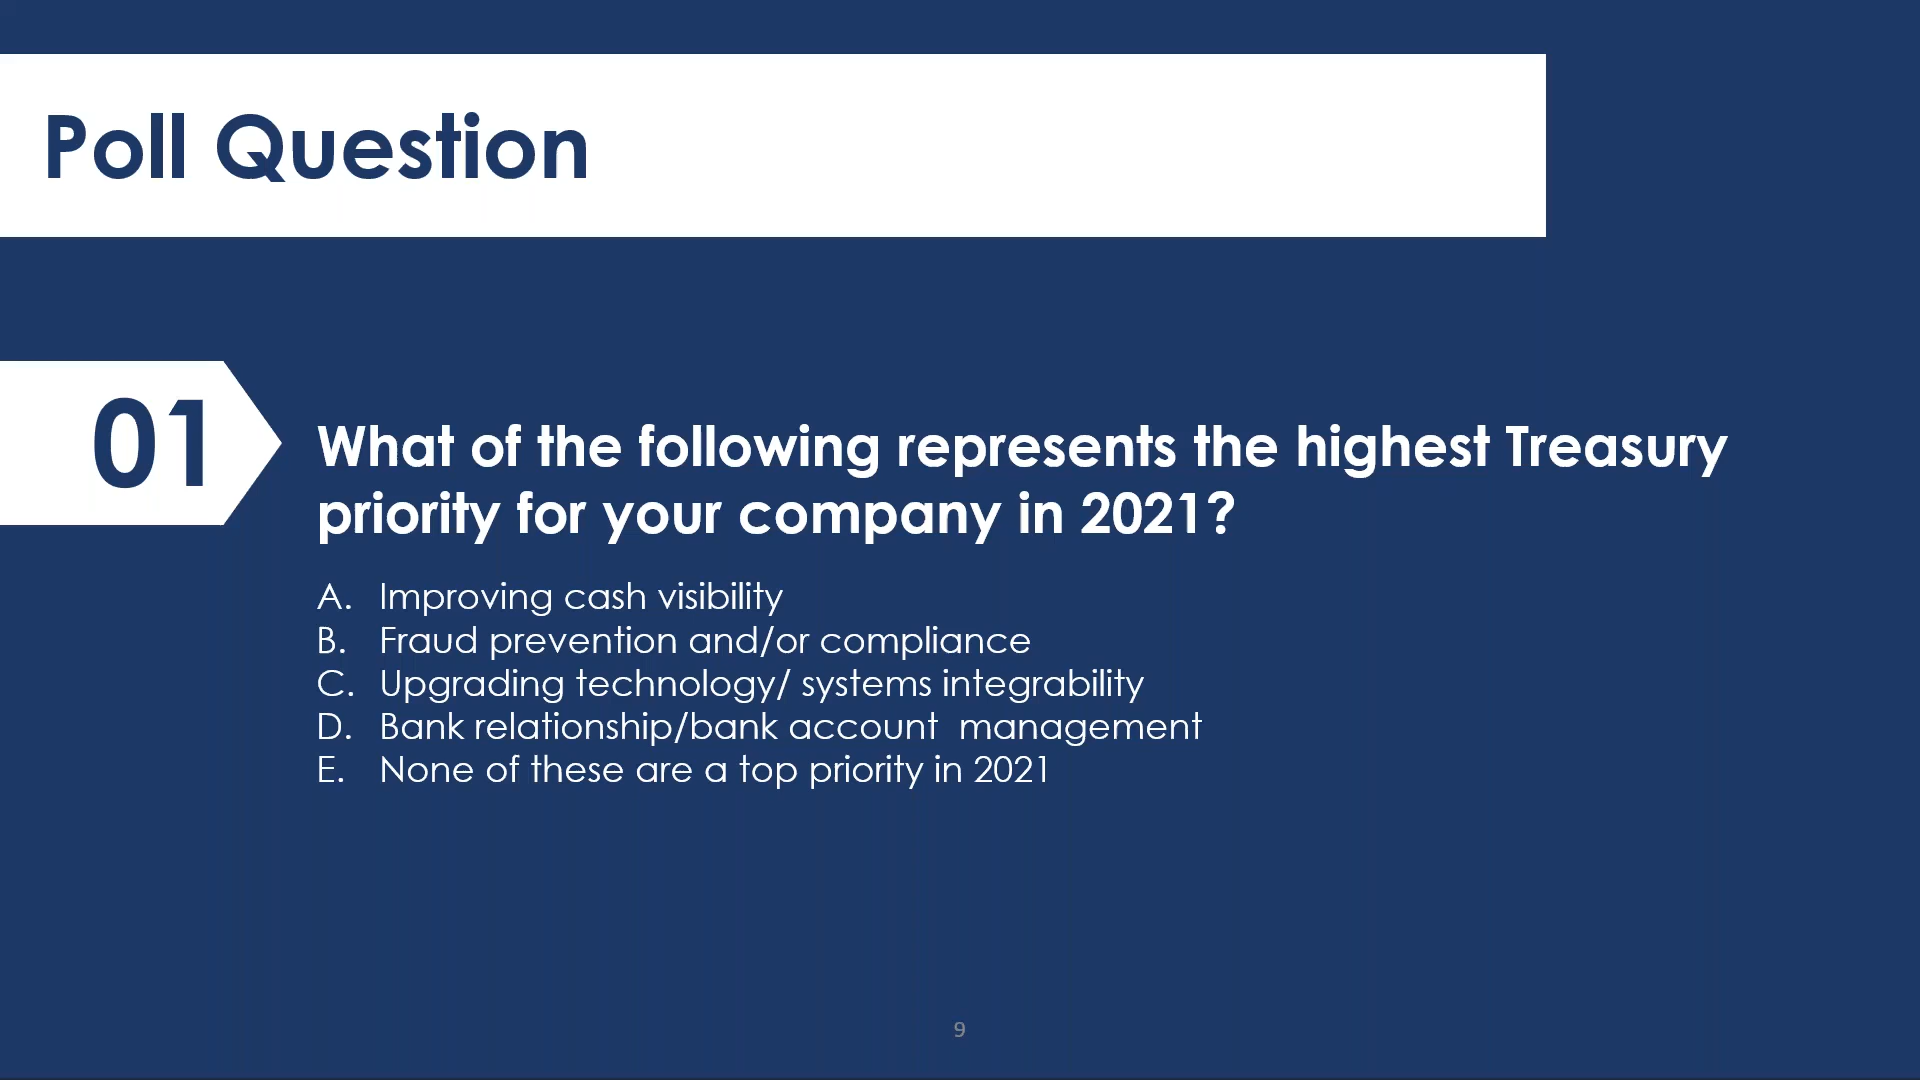 Poll Question
01
What of the following represents the highest Treasury
priority for your company in 2021?
A. Improving cash visibility
B. Fraud prevention and/or compliance
C. Upgrading technology/ systems integrability
D. Bank relationship/bank account  management
E. None of these are a top priority in 2021
9